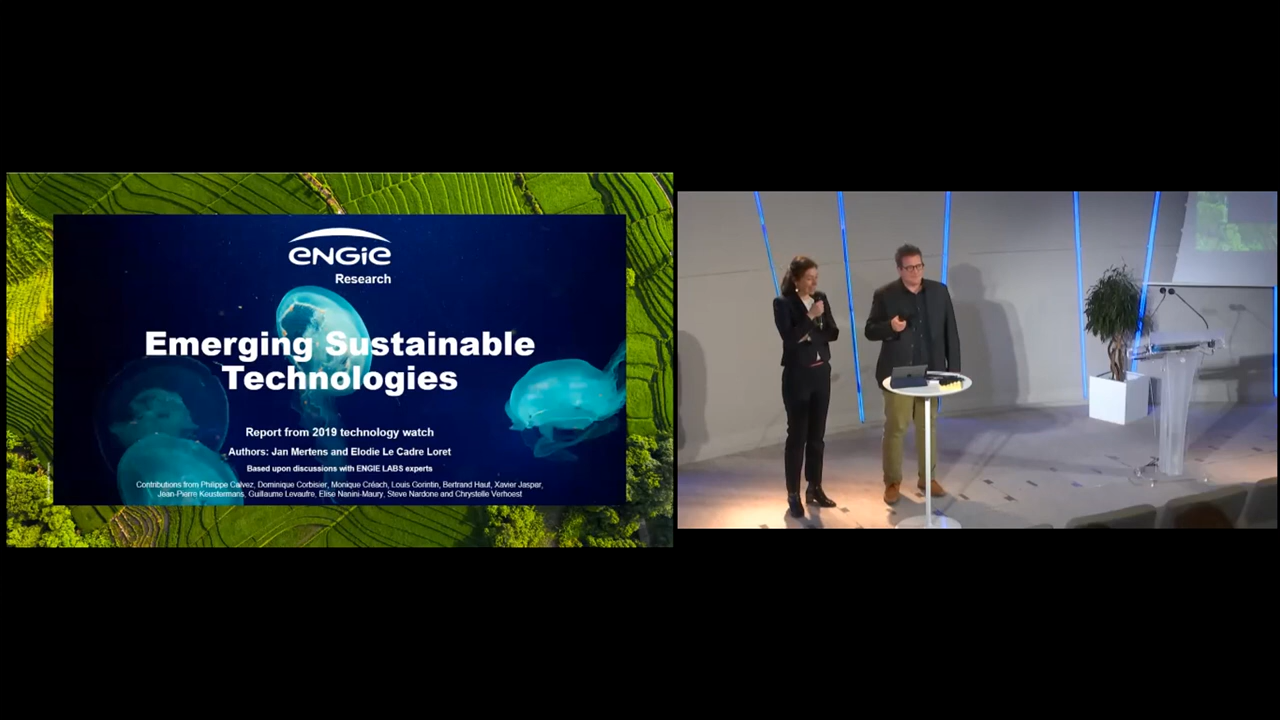 ENGIE
Research
Emerging Sustainable
Technologies
Report from 2019 technology watch
Authors: Jan Mertens and Elodie Le Cadre Loret
Based upon discussions with ENGIE LABS experts
Contributions from Philippe Calvez, Dominique Corbisier, Monique Créach, Louis Gorintin, Bertrand Haut, Xavier Jaspar,
Jean-Pierre Keustermans, Guillaume Levaufre, Elise Nanini-Maury, Steve Nardone and Chrystelle Verhoest